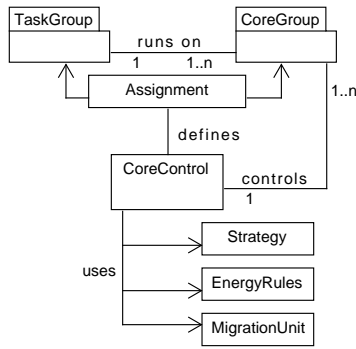 TaskGroup
CoreGroup
runs on
1
1..n
Assignment
1..n
defines
CoreControl
controls
1
Strategy
uses
EnergyRules
MigrationUnit